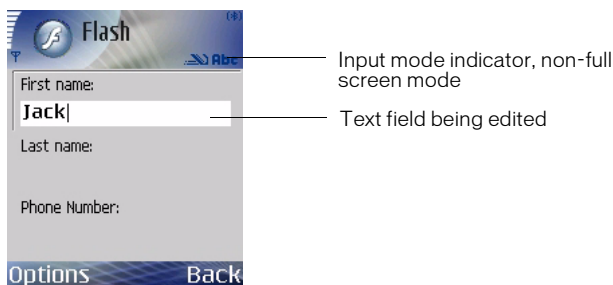 Flash
Abc
Input mode indicator, non-full
screen mode
First name:
Jack
Text field being edited
Last name:
Phone Number:
Options Back